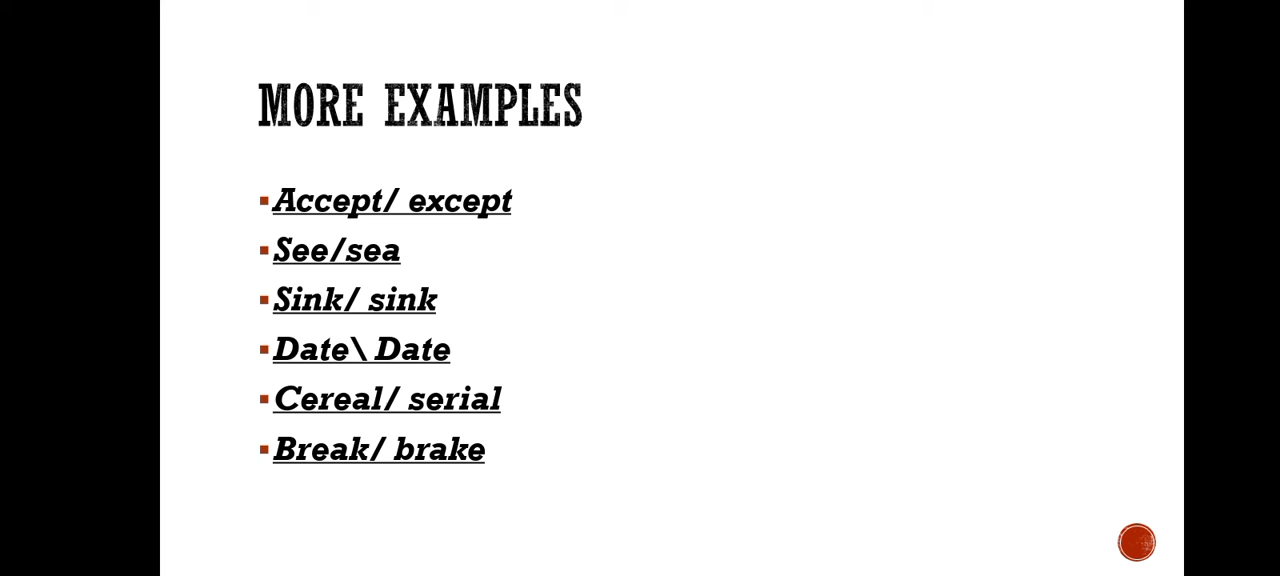 MORE EXAMPLES
Accept/ except
See/sea
Sink/ sink
Date\ Date
Cereal/ serial
Break/ brake